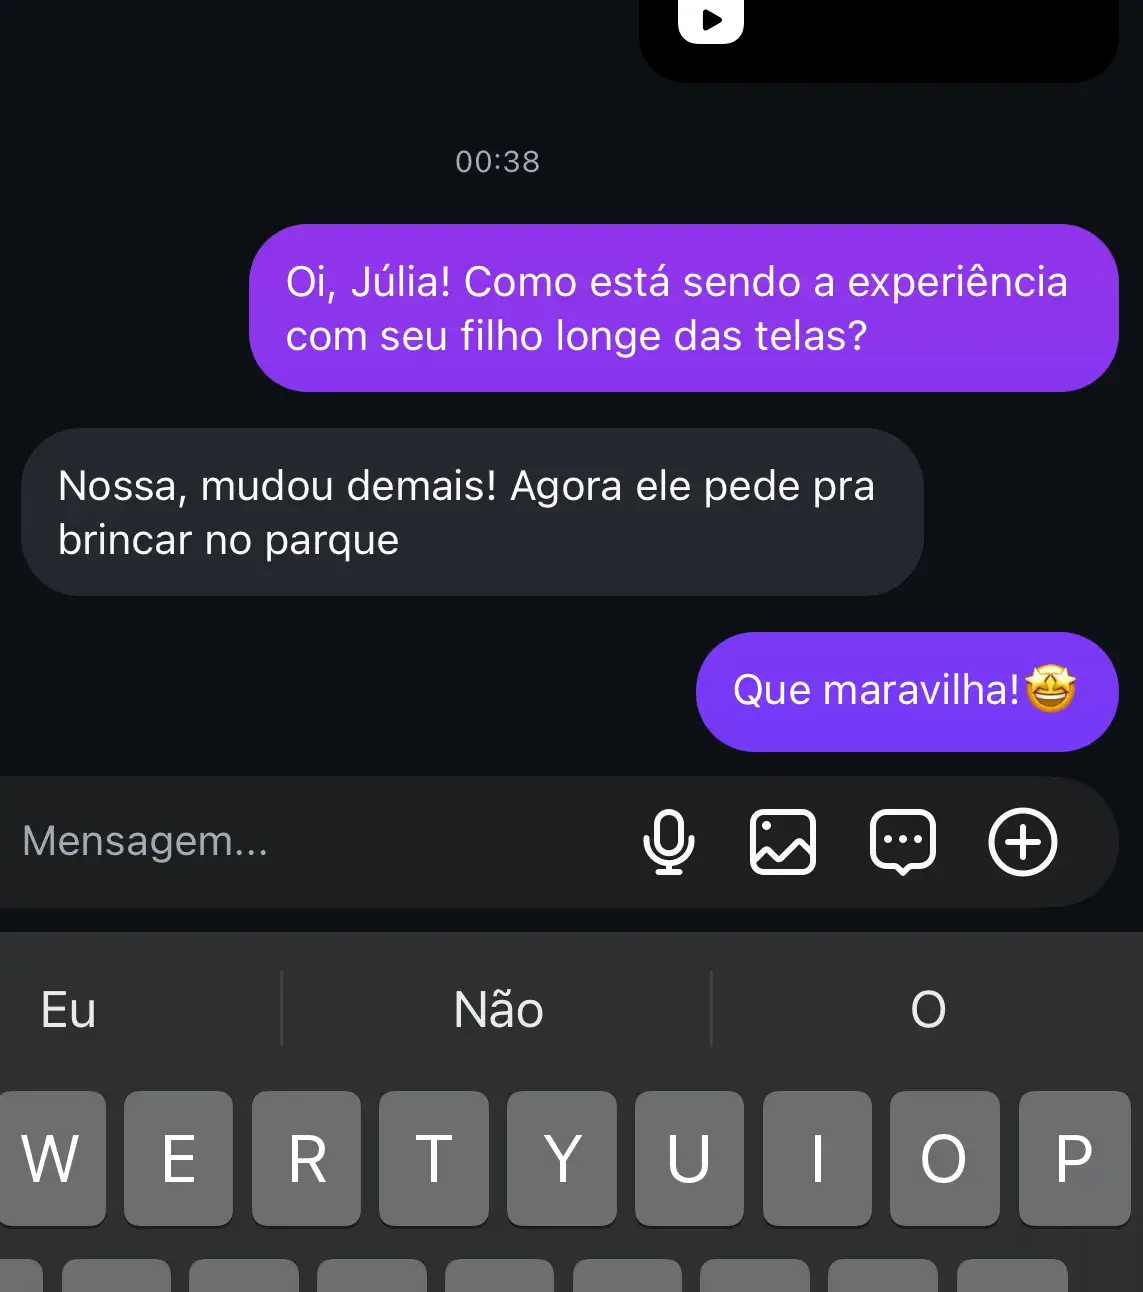 00:38
Oi, Júlia! Como está sendo a experiência
com seu filho longe das telas?
Nossa, mudou demais! Agora ele pede pra
brincar no parque
Que maravilha!🤩
Mensagem...
Eu Não O
W E R T Y U I O P